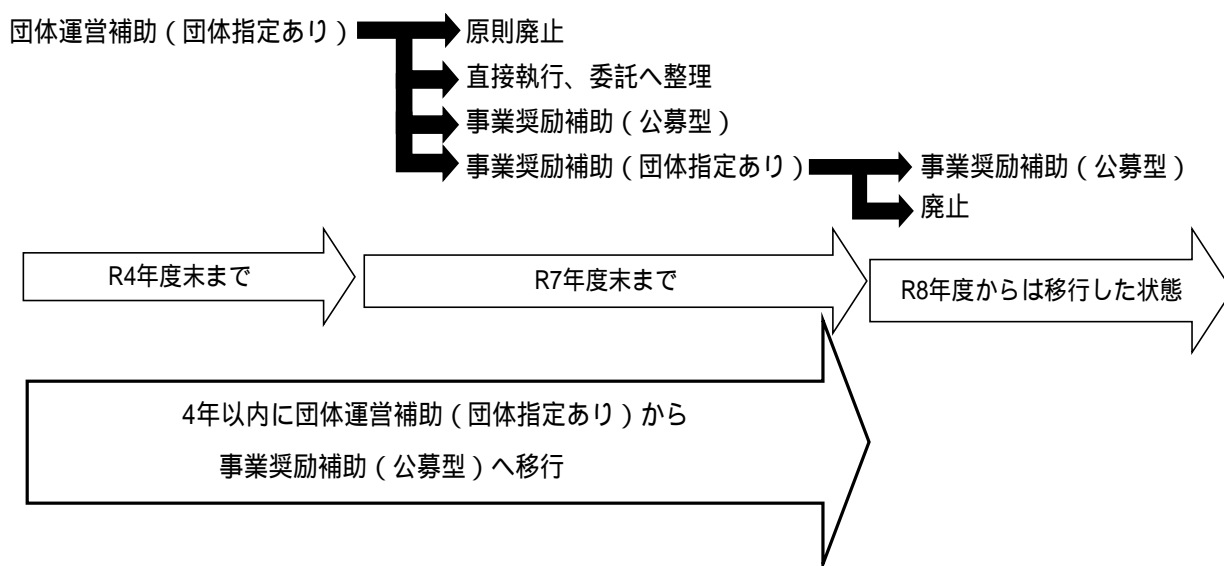 団体運営補助（団体指定あり）
原則廃止
直接執行、委託へ整理
事業奨励補助（公募型）
事業奨励補助（団体指定あり）
事業奨励補助（公募型）
廃止
R4年度末まで
R7年度末まで
R8年度からは移行した状態
4年以内に団体運営補助（団体指定あり）から
事業奨励補助（公募型）へ移行